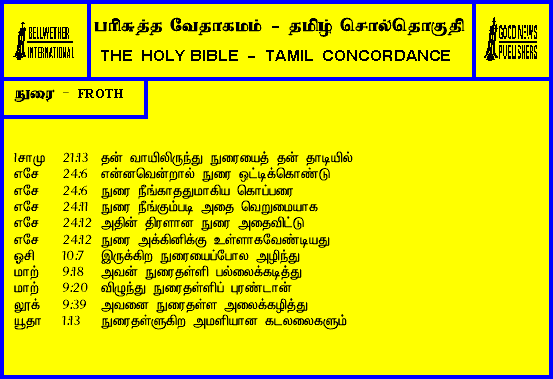 BELLWETHER
INTERNATIONAL
பரிசுத்த வேதாகமம் - தமிழ் சொல்தொகுதி
THE HOLY BIBLE - TAMIL CONCORDANCE
GOOD NEWS
PUBLISHERS
நுரை - FROTH
1சாமு 21:13 தன் வாயிலிருந்து நுரையைத் தன் தாடியில்
எசே 24:6 என்னவென்றால் நுரை ஒட்டிக்கொண்டு
எசே 24:6 நுரை நீங்காததுமாகிய கொப்பரை
எசே 24:11 நுரை நீங்கும்படி அதை வெறுமையாக
எசே 24:12 அதின் திரளான நுரை அதைவிட்டு
எசே 24:12 நுரை அக்கினிக்கு உள்ளாகவேண்டியது
ஓசி 10:7 இருக்கிற நுரையைப்போல அழிந்து
மாற் 9:18 அவன் நுரைதள்ளி பல்லைக்கடித்து
மாற் 9:20 விழுந்து நுரைதள்ளிப் புரண்டான்
லூக் 9:39 அவனை நுரைதள்ள அலைக்கழித்து
யூதா 1:13 நுரைதள்ளுகிற அமளியான கடலலைகளும்